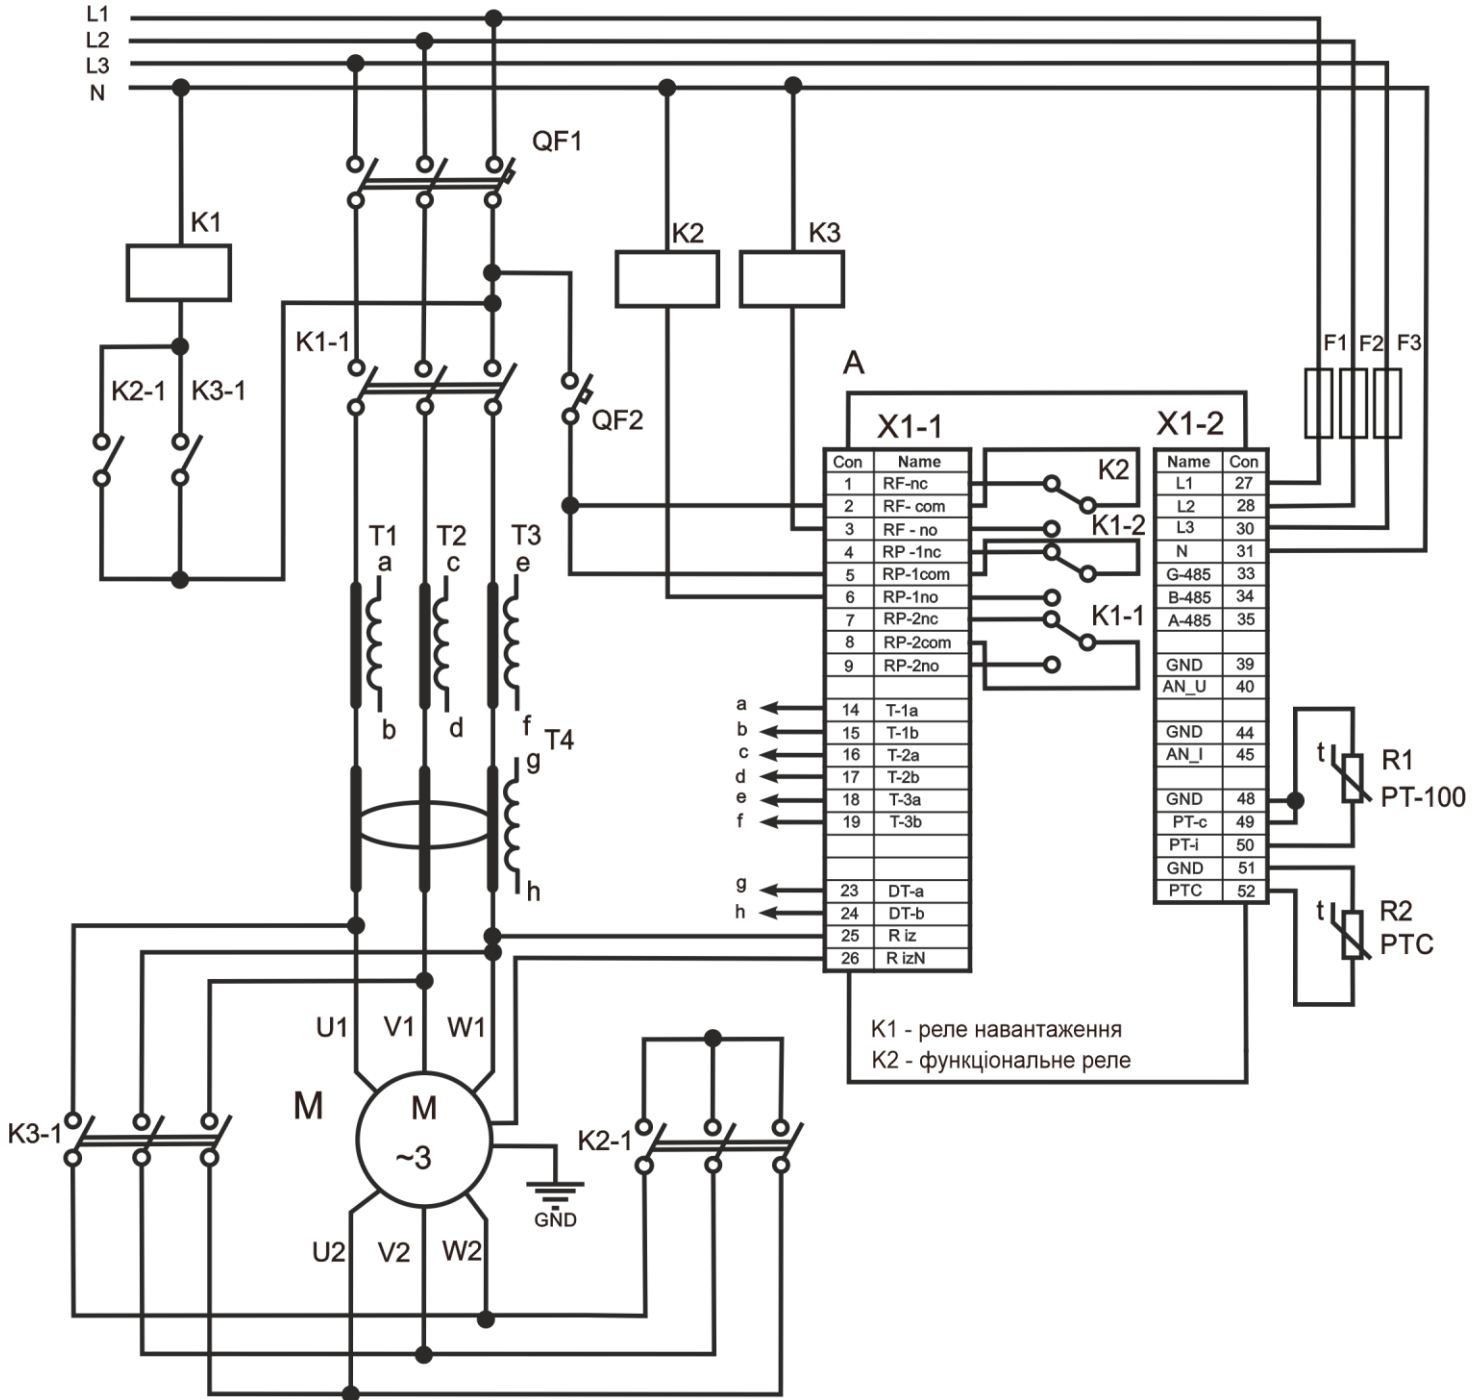 L1
L2
L3
N
QF1
K1
K2
K3
K1-1
K2-1
K3-1
QF2
F1
F2
F3
A
X1-1
X1-2
Con Name
1 RF-nc
2 RF- com
3 RF - no
4 RP -1nc
5 RP-1com
6 RP-1no
7 RP-2nc
8 RP-2com
9 RP-2no
14 T-1a
15 T-1b
16 T-2a
17 T-2b
18 T-3a
19 T-3b
23 DT-a
24 DT-b
25 R iz
26 R izN
K2
K1-2
K1-1
Name Con
L1 27
L2 28
L3 30
N 31
G-485 33
B-485 34
A-485 35
GND 39
AN_U 40
GND 44
AN_I 45
GND 48
PT-c 49
PT-i 50
GND 51
PTC 52
T1
a
b
T2
c
d
T3
e
f
T4
g
h
a
b
c
d
e
f
g
h
t
R1
PT-100
t
R2
PTC
K1 - реле навантаження
K2 - функціональне реле
U1
V1
W1
M
M
~3
K3-1
K2-1
GND
U2
V2
W2